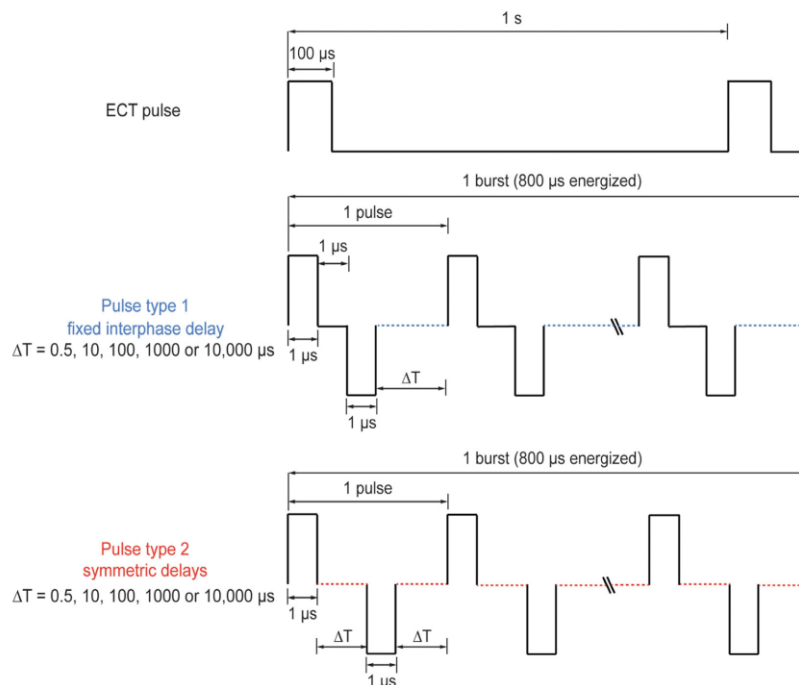 1 s
100 µs
ECT pulse
1 burst (800 µs energized)
1 pulse
1 µs
Pulse type 1
fixed interphase delay
ΔT = 0.5, 10, 100, 1000 or 10,000 µs
1 µs
ΔT
1 µs
1 burst (800 µs energized)
1 pulse
Pulse type 2
symmetric delays
ΔT = 0.5, 10, 100, 1000 or 10,000 µs
1 µs
ΔT
ΔT
1 µs